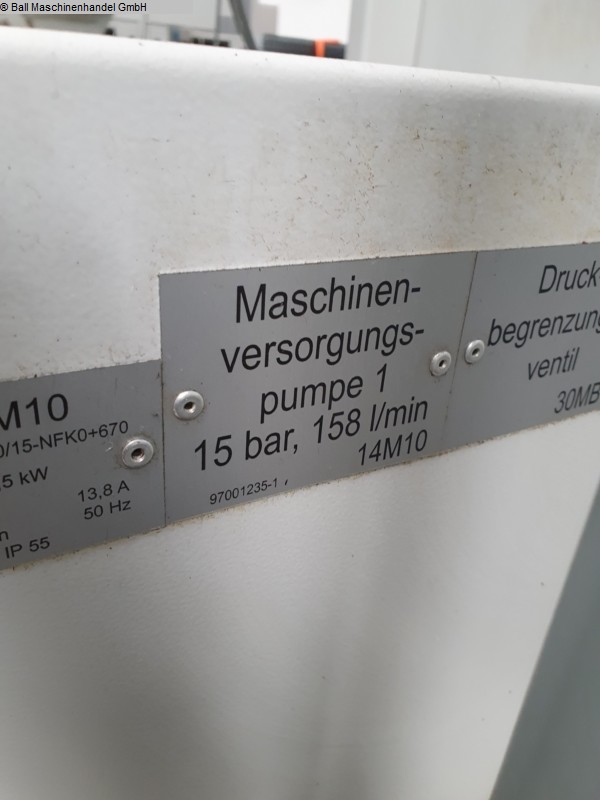 © Ball Maschinenhandel GmbH
M10
0/15-NFK0+670
,5 kW
13,8 A
50 Hz
IP 55
Maschinen-
versorgungs-
pumpe 1
15 bar, 158 l/min
14M10
97001235-1
Druck-
begrenzung
ventil
30MB